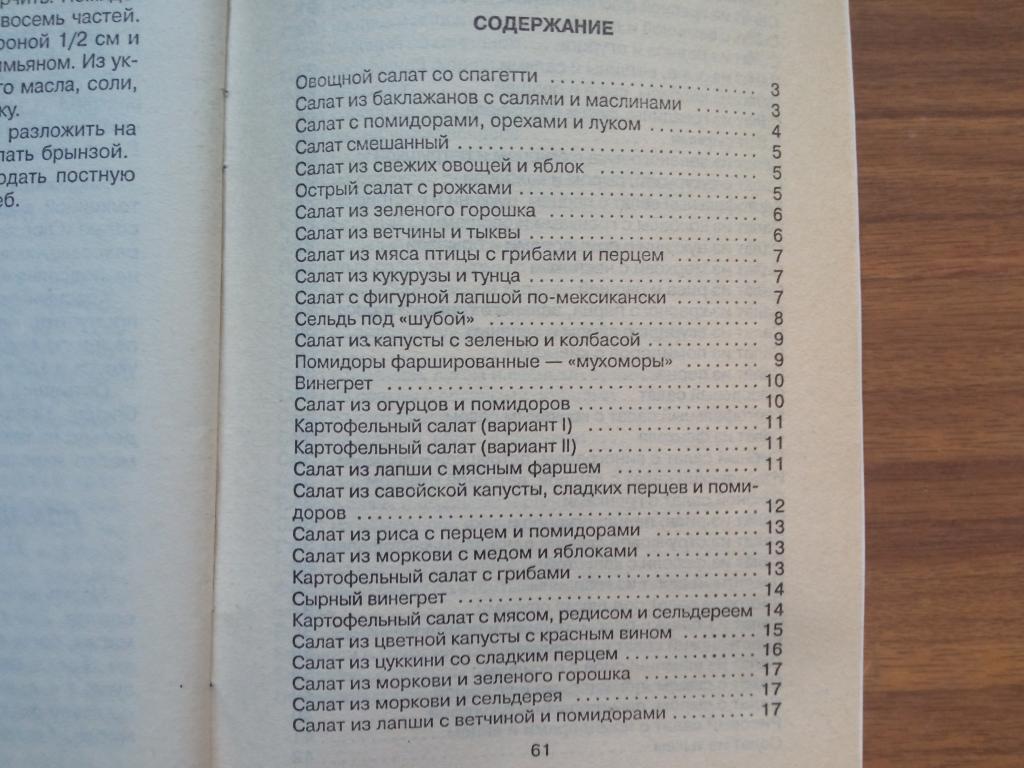 восемь частей.
1/2 см и
масла, соли,
разложить на
брынзой.
постную
СОДЕРЖАНИЕ
Овощной салат со спагетти .......................... 3
Салат из баклажанов с салями и маслинами ......... 3
Салат с помидорами, орехами и луком .............. 4
Салат смешанный ................................... 5
Салат из свежих овощей и яблок ................... 5
Острый салат с рожками ............................ 5
Салат из зеленого горошка ......................... 6
Салат из ветчины и тыквы .......................... 6
Салат из мяса птицы с грибами и перцем ........... 7
Салат из кукурузы и тунца ......................... 7
Салат с фигурной лапшой по-мексикански .......... 7
Сельдь под «шубой» ................................ 8
Салат из капусты с зеленью и колбасой ............ 9
Помидоры фаршированные — «мухоморы» ......... 9
Винегрет .......................................... 10
Салат из огурцов и помидоров ..................... 10
Картофельный салат (вариант I) ................... 11
Картофельный салат (вариант II) .................. 11
Салат из лапши с мясным фаршем ................. 11
Салат из савойской капусты, сладких перцев и поми-
доров ............................................. 12
Салат из риса с перцем и помидорами ............ 13
Салат из моркови с медом и яблоками ............ 13
Картофельный салат с грибами .................... 13
Сырный винегрет .................................. 14
Картофельный салат с мясом, редисом и сельдереем 14
Салат из цветной капусты с красным вином ....... 15
Салат из цуккини со сладким перцем .............. 16
Салат из моркови и зеленого горошка ............. 17
Салат из моркови и сельдерея ..................... 17
Салат из лапши с ветчиной и помидорами ......... 17
61